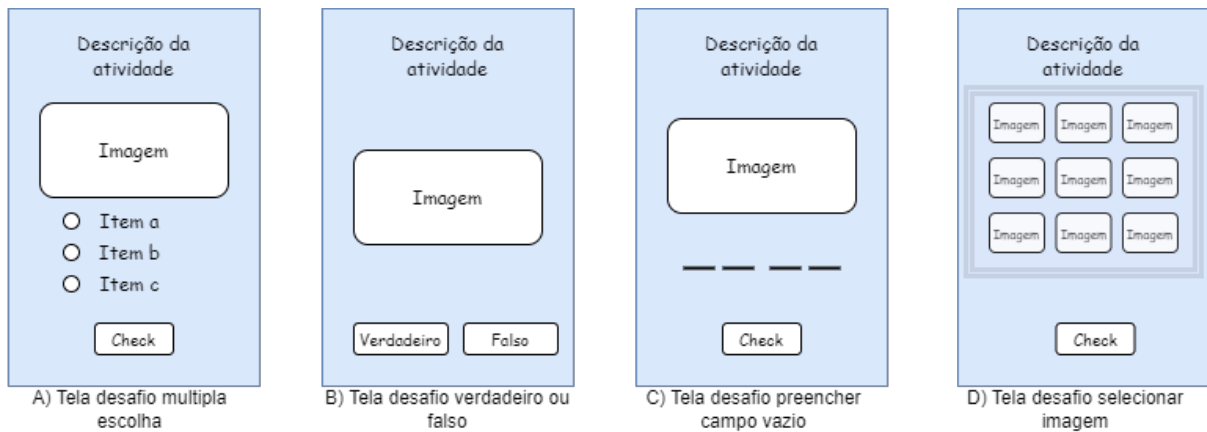 Descrição da
atividade
Imagem
Item a
Item b
Item c
Check
A) Tela desafio multipla
escolha
Descrição da
atividade
Imagem
Verdadeiro
Falso
B) Tela desafio verdadeiro ou
falso
Descrição da
atividade
Imagem
Check
C) Tela desafio preencher
campo vazio
Descrição da
atividade
Imagem Imagem Imagem
Imagem Imagem Imagem
Imagem Imagem Imagem
Check
D) Tela desafio selecionar
imagem